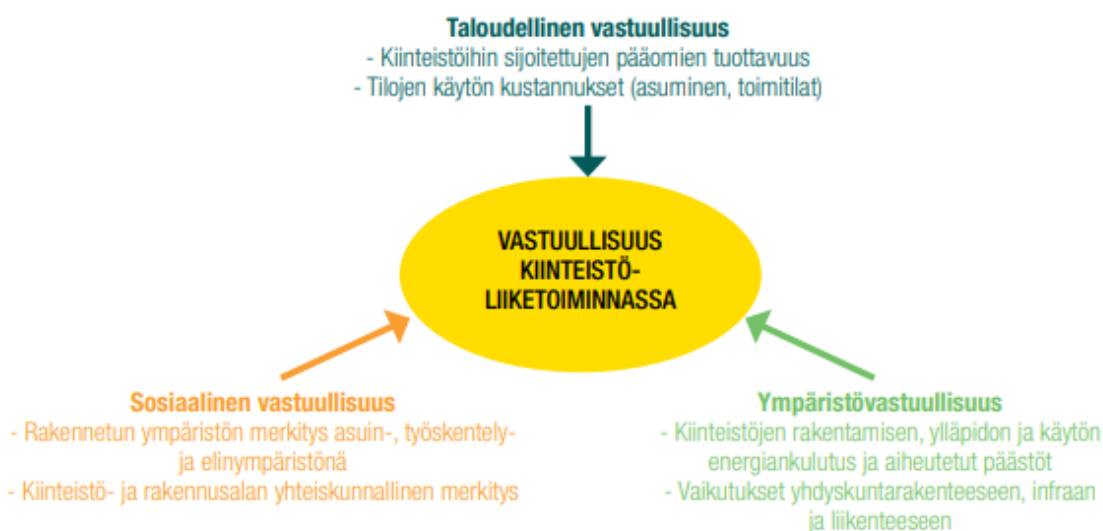 Taloudellinen vastuullisuus
- Kiinteistöihin sijoitettujen pääomien tuottavuus
- Tilojen käytön kustannukset (asuminen, toimitilat)
VASTUULLISUUS
KIINTEISTÖ-
LIIKETOIMINNASSA
Sosiaalinen vastuullisuus
- Rakennetun ympäristön merkitys asuin-, työskentely-
ja elinympäristönä
- Kiinteistö- ja rakennusalan yhteiskunnallinen merkitys
Ympäristövastuullisuus
- Kiinteistöjen rakentamisen, ylläpidon ja käytön
energiankulutus ja aiheutetut päästöt
- Vaikutukset yhdyskuntarakenteeseen, infraan
ja liikenteeseen